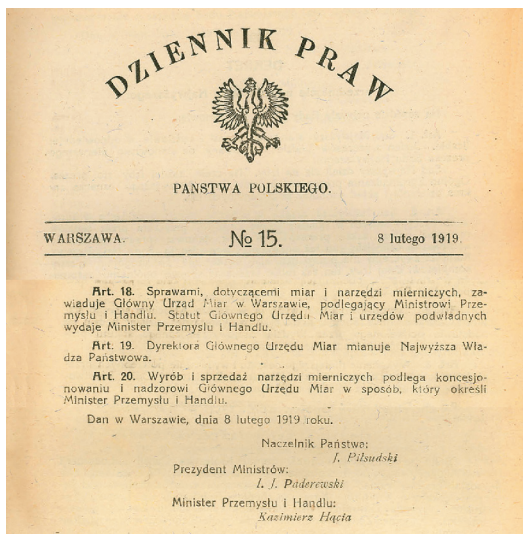 DZIENNIK PRAW
PAŃSTWA POLSKIEGO.
WARSZAWA. № 15. 8 lutego 1919.
Art. 18. Sprawami, dotyczącemi miar i narzędzi mierniczych, za-
wiaduje Główny Urząd Miar w Warszawie, podlegający Ministrowi Prze-
mysłu i Handlu. Statut Głównego Urzędu Miar i urzędów podwładnych
wydaje Minister Przemysłu i Handlu.
Art. 19. Dyrektora Głównego Urzędu Miar mianuje Najwyższa Wła-
dza Państwowa.
Art. 20. Wyrób i sprzedaż narzędzi mierniczych podlega koncesjo-
nowaniu i nadzorowi Głównego Urzędu Miar w sposób, który określi
Minister Przemysłu i Handlu.
Dan w Warszawie, dnia 8 lutego 1919 roku.
Naczelnik Państwa:
J. Piłsudski
Prezydent Ministrów:
I. J. Paderewski
Minister Przemysłu i Handlu:
Kazimierz Hącia